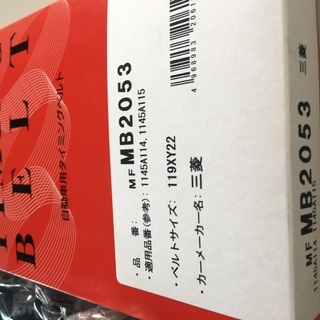 BELT
自動車用タイミングベルト
・品　番： MF MB2053
・適用品番(参考)：1145A114, 1145A115
・ベルトサイズ：119XY22
・カーメーカー名：三菱
MF MB2053 三菱
1145A114, 1145A115